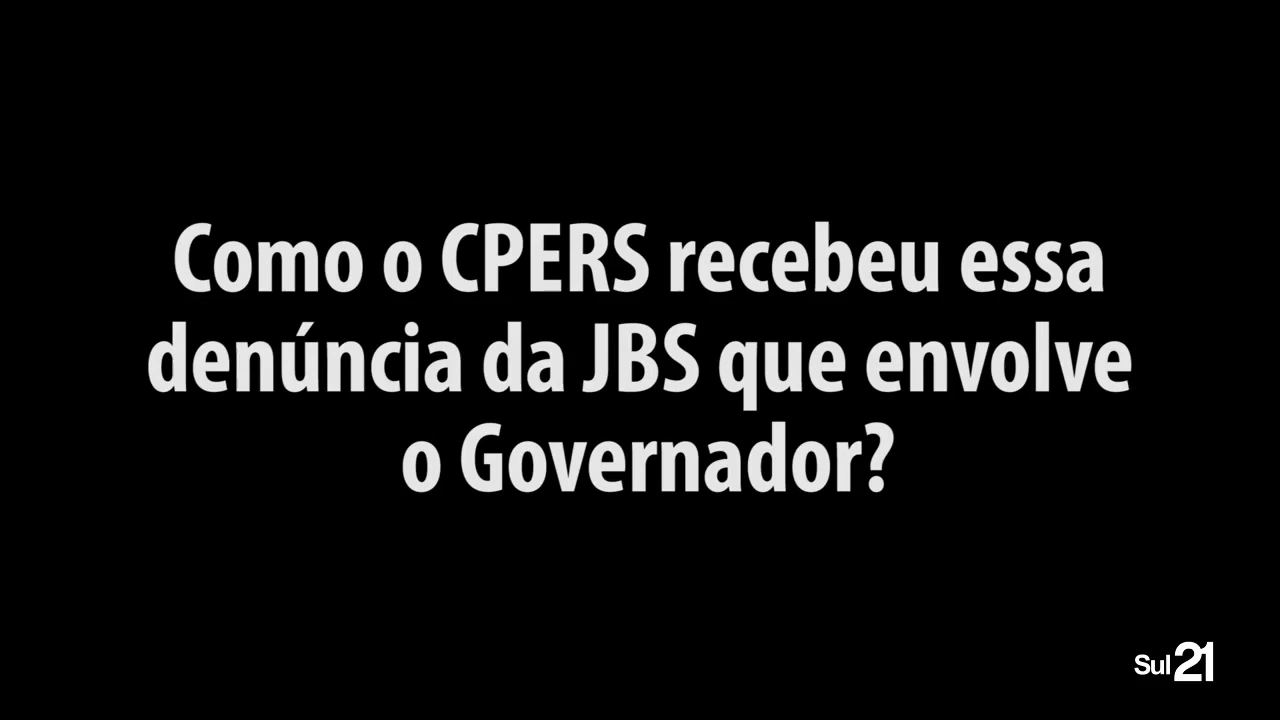 Como o CPERS recebeu essa
denúncia da JBS que envolve
o Governador?
Sul21